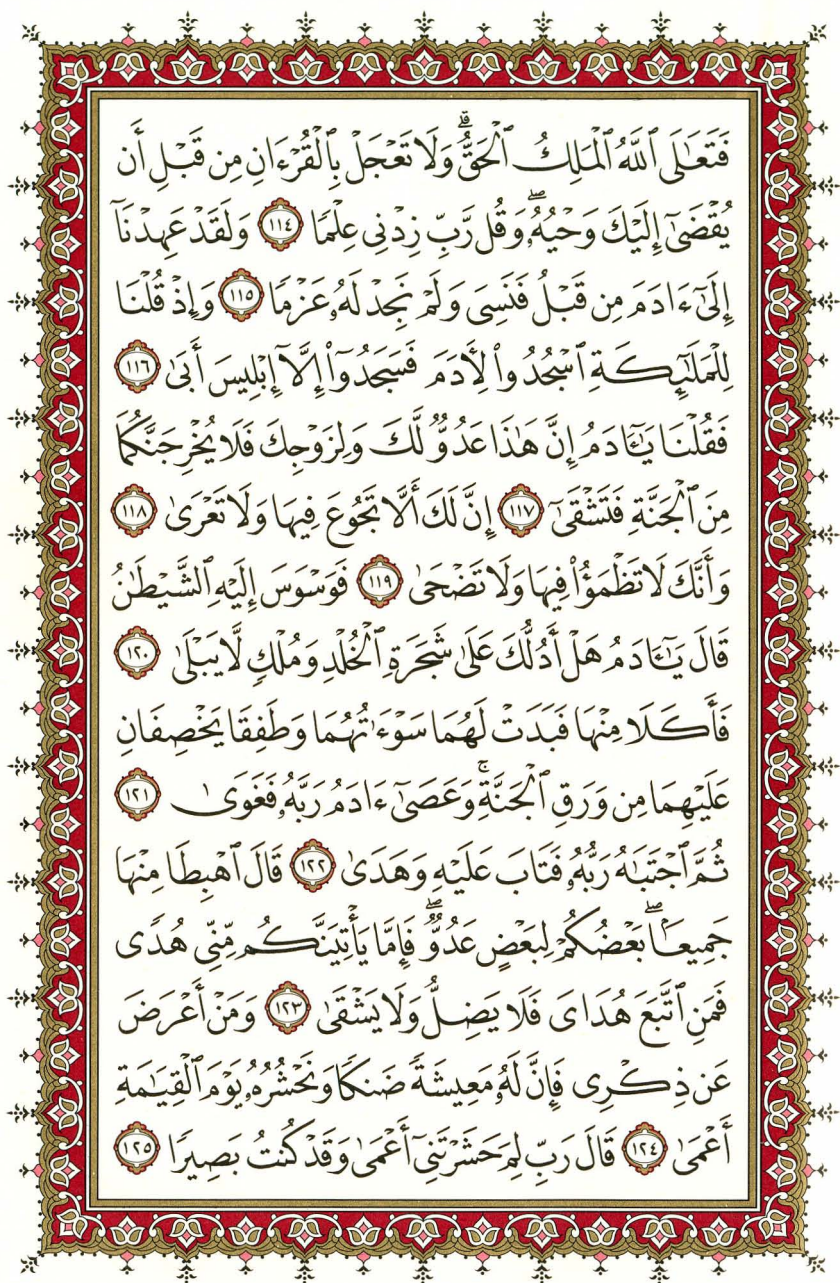 فَتَعَٰلَى ٱللَّهُ ٱلْمَلِكُ ٱلْحَقُّ ۗ وَلَا تَعْجَلْ بِٱلْقُرْءَانِ مِن قَبْلِ أَن
يُقْضَىٰٓ إِلَيْكَ وَحْيُهُۥ ۖ وَقُل رَّبِّ زِدْنِى عِلْمًا ١١٤ وَلَقَدْ عَهِدْنَآ
إِلَىٰٓ ءَادَمَ مِن قَبْلُ فَنَسِىَ وَلَمْ نَجِدْ لَهُۥ عَزْمًا ١١٥ وَإِذْ قُلْنَا
لِلْمَلَٰٓئِكَةِ ٱسْجُدُوا۟ لِءَادَمَ فَسَجَدُوٓا۟ إِلَّآ إِبْلِيسَ أَبَىٰ ١١٦
فَقُلْنَا يَٰٓـَٔادَمُ إِنَّ هَٰذَا عَدُوٌّ لَّكَ وَلِزَوْجِكَ فَلَا يُخْرِجَنَّكُمَا
مِنَ ٱلْجَنَّةِ فَتَشْقَىٰٓ ١١٧ إِنَّ لَكَ أَلَّا تَجُوعَ فِيهَا وَلَا تَعْرَىٰ ١١٨
وَأَنَّكَ لَا تَظْمَؤُا۟ فِيهَا وَلَا تَضْحَىٰ ١١٩ فَوَسْوَسَ إِلَيْهِ ٱلشَّيْطَٰنُ
قَالَ يَٰٓـَٔادَمُ هَلْ أَدُلُّكَ عَلَىٰ شَجَرَةِ ٱلْخُلْدِ وَمُلْكٍ لَّا يَبْلَىٰ ١٢٠
فَأَكَلَا مِنْهَا فَبَدَتْ لَهُمَا سَوْءَٰتُهُمَا وَطَفِقَا يَخْصِفَانِ
عَلَيْهِمَا مِن وَرَقِ ٱلْجَنَّةِ ۚ وَعَصَىٰٓ ءَادَمُ رَبَّهُۥ فَغَوَىٰ ١٢١
ثُمَّ ٱجْتَبَٰهُ رَبُّهُۥ فَتَابَ عَلَيْهِ وَهَدَىٰ ١٢٢ قَالَ ٱهْبِطَا مِنْهَا
جَمِيعًۢا ۖ بَعْضُكُمْ لِبَعْضٍ عَدُوٌّ ۖ فَإِمَّا يَأْتِيَنَّكُم مِّنِّى هُدًى
فَمَنِ ٱتَّبَعَ هُدَاىَ فَلَا يَضِلُّ وَلَا يَشْقَىٰ ١٢٣ وَمَنْ أَعْرَضَ
عَن ذِكْرِى فَإِنَّ لَهُۥ مَعِيشَةً ضَنكًا وَنَحْشُرُهُۥ يَوْمَ ٱلْقِيَٰمَةِ
أَعْمَىٰ ١٢٤ قَالَ رَبِّ لِمَ حَشَرْتَنِىٓ أَعْمَىٰ وَقَدْ كُنتُ بَصِيرًا ١٢٥